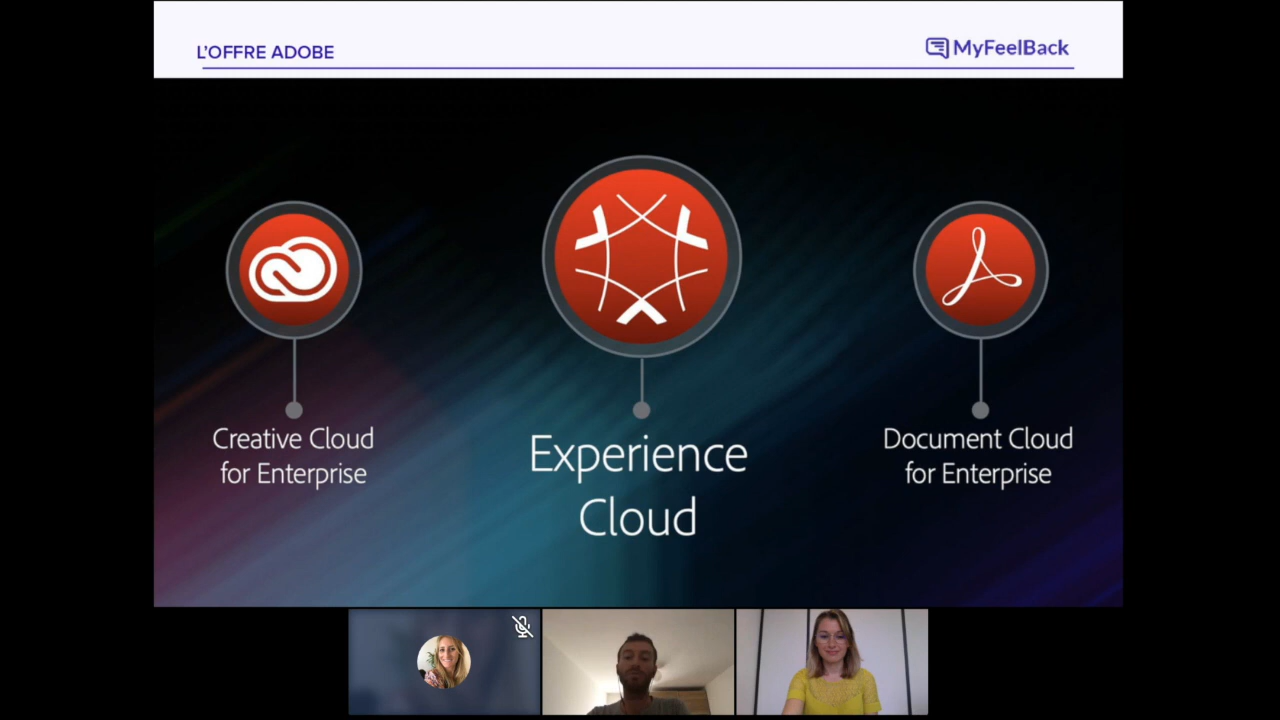 L'OFFRE ADOBE
MyFeelBack
Creative Cloud
for Enterprise
Experience
Cloud
Document Cloud
for Enterprise